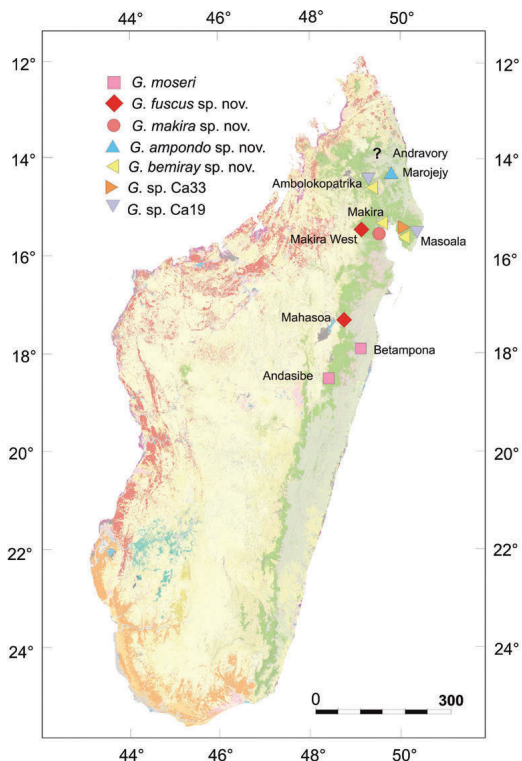 44° 46° 48° 50°
12°
14°
16°
18°
20°
22°
24°
12°
14°
16°
18°
20°
22°
24°
G. moseri
G. fuscus sp. nov.
G. makira sp. nov.
G. ampondo sp. nov.
G. bemiray sp. nov.
G. sp. Ca33
G. sp. Ca19
?
Andravory
Marojejy
Ambolokopatrika
Makira
Makira West
Masoala
Mahasoa
Betampona
Andasibe
0 300
44° 46° 48° 50°